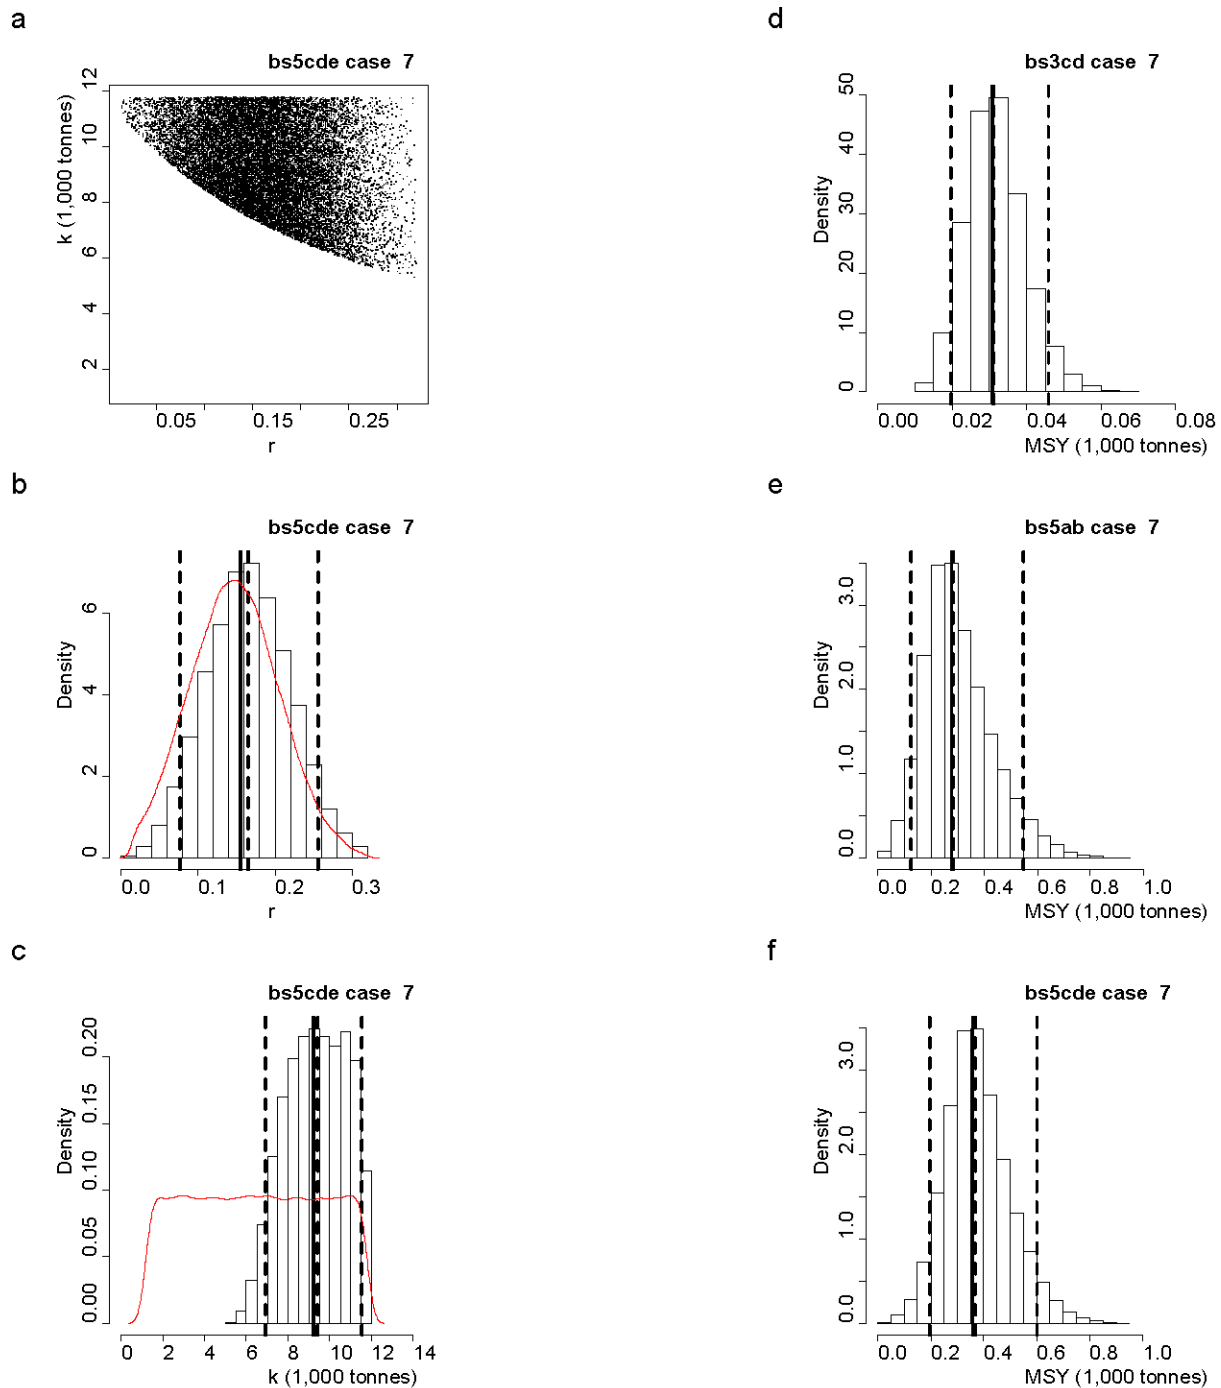 a
bs5cde case 7
k (1,000 tonnes)
2 4 6 8 10 12
0.05 0.15 0.25
r
b
bs5cde case 7
Density
0 2 4 6
0.0 0.1 0.2 0.3
r
c
bs5cde case 7
Density
0.00 0.05 0.10 0.15 0.20
0 2 4 6 8 10 12 14
k (1,000 tonnes)
d
bs3cd case 7
Density
0 10 20 30 40 50
0.00 0.02 0.04 0.06 0.08
MSY (1,000 tonnes)
e
bs5ab case 7
Density
0.0 1.0 2.0 3.0
0.0 0.2 0.4 0.6 0.8 1.0
MSY (1,000 tonnes)
f
bs5cde case 7
Density
0.0 1.0 2.0 3.0
0.0 0.2 0.4 0.6 0.8 1.0
MSY (1,000 tonnes)